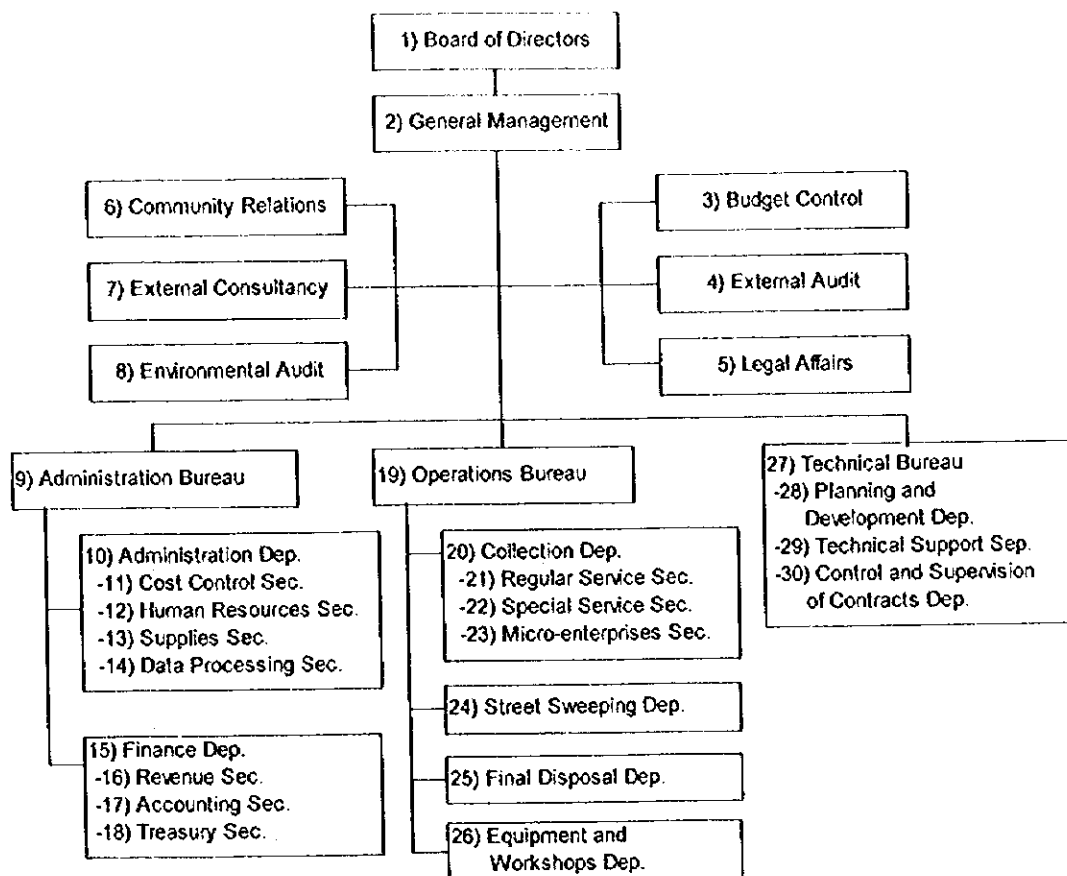 1) Board of Directors
2) General Management
6) Community Relations
3) Budget Control
7) External Consultancy
4) External Audit
8) Environmental Audit
5) Legal Affairs
9) Administration Bureau
10) Administration Dep.
-11) Cost Control Sec.
-12) Human Resources Sec.
-13) Supplies Sec.
-14) Data Processing Sec.
15) Finance Dep.
-16) Revenue Sec.
-17) Accounting Sec.
-18) Treasury Sec.
19) Operations Bureau
20) Collection Dep.
-21) Regular Service Sec.
-22) Special Service Sec.
-23) Micro-enterprises Sec.
24) Street Sweeping Dep.
25) Final Disposal Dep.
26) Equipment and
Workshops Dep.
27) Technical Bureau
-28) Planning and
Development Dep.
-29) Technical Support Sep.
-30) Control and Supervision
of Contracts Dep.